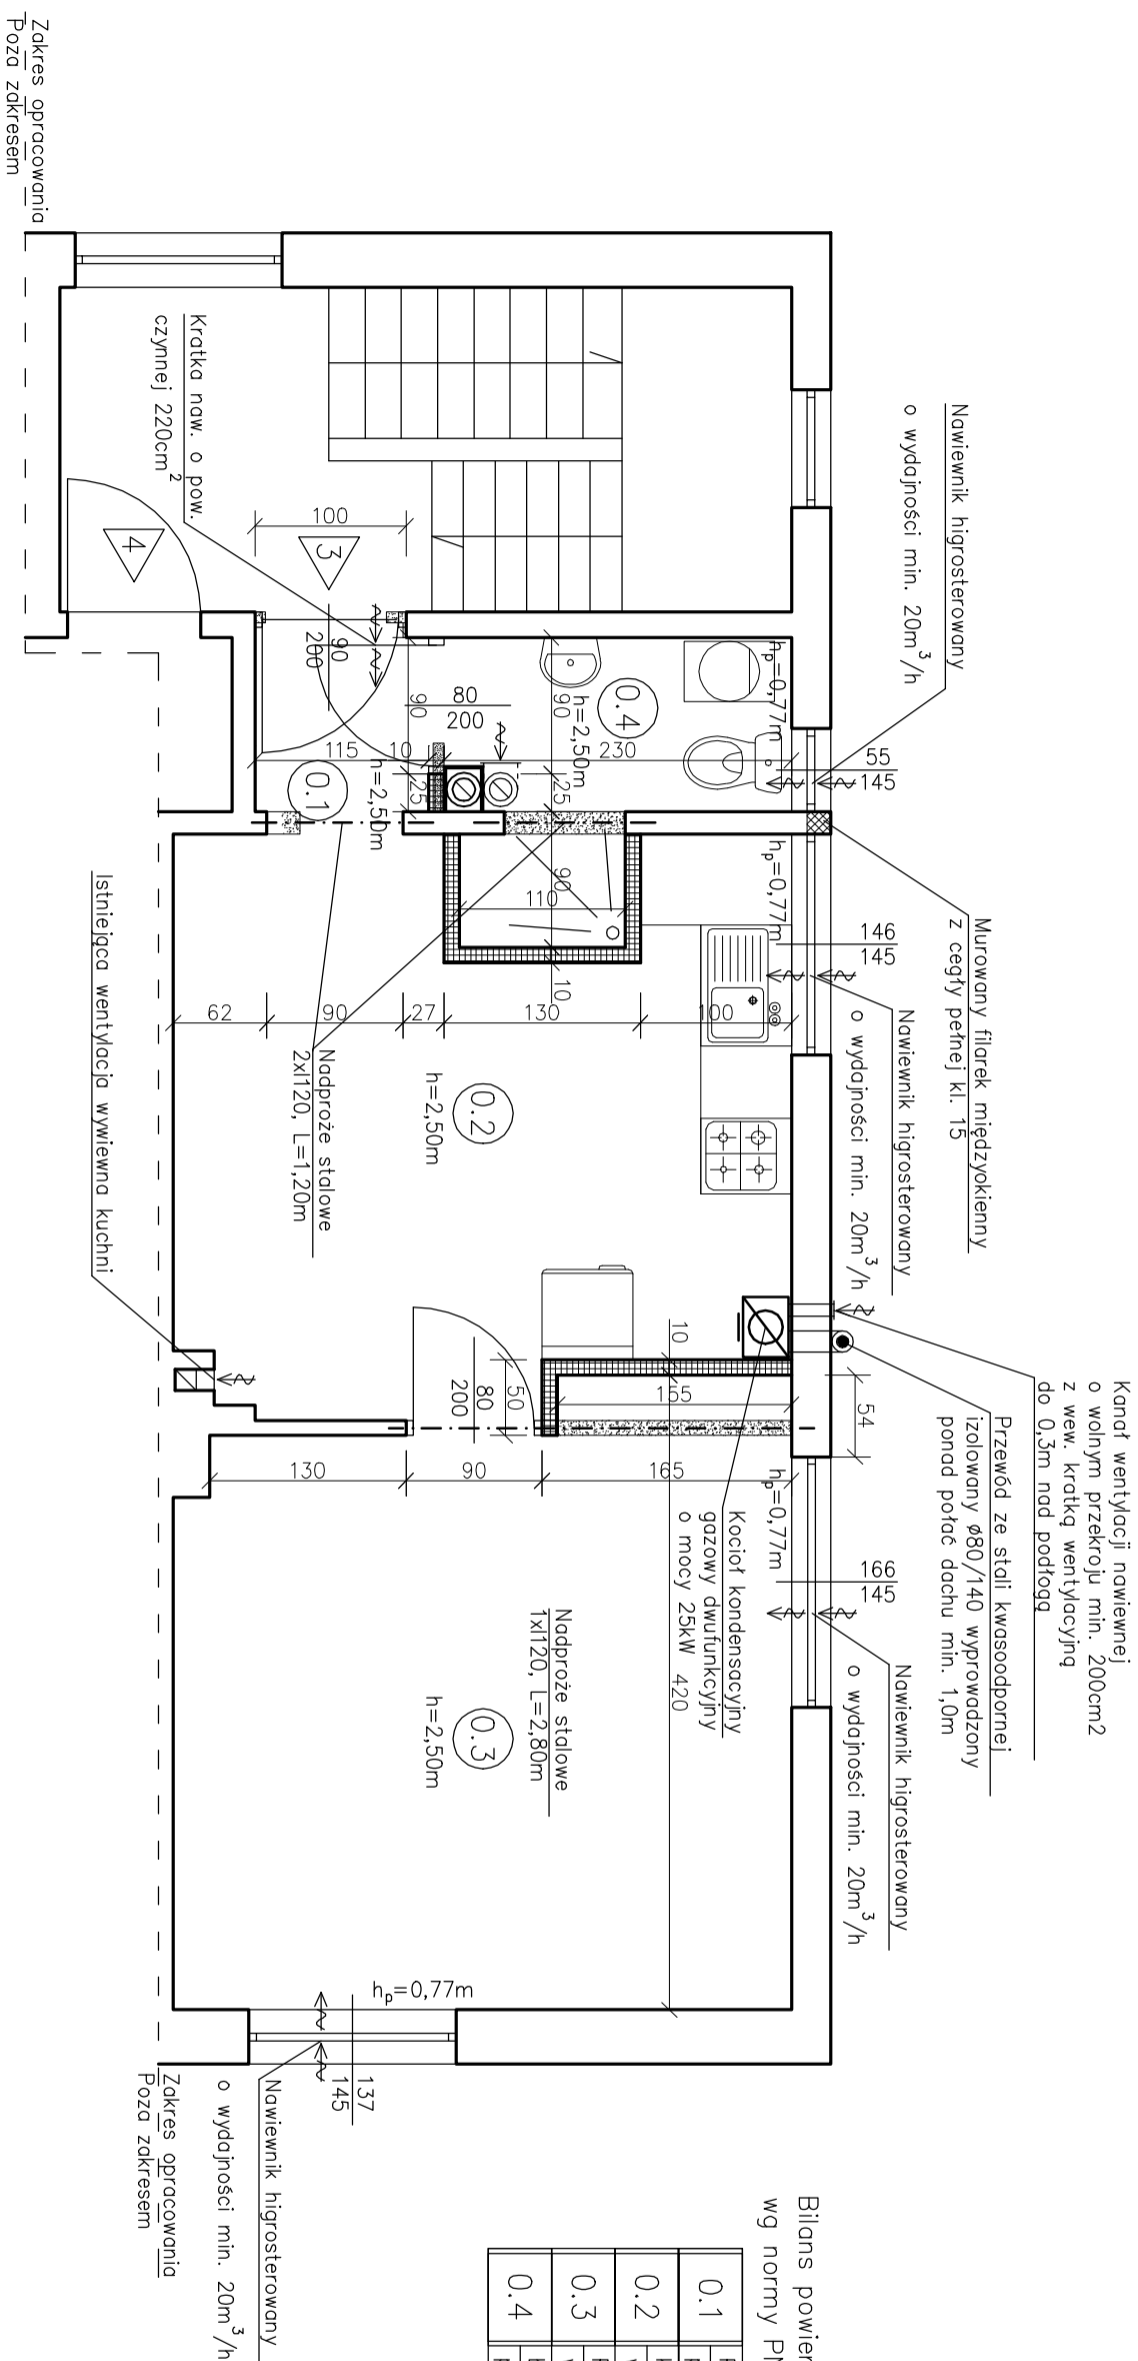 Zakres opracowania
Poza zakresem
Nawiewnik higrosterowany
o wydajności min. 20m³/h
Murowany filarek międzyokienny
z cegły pełnej kl. 15
Nawiewnik higrosterowany
o wydajności min. 20m³/h
Kanał wentylacji nawiewnej
o wolnym przekroju min. 200cm2
z wew. kratką wentylacyjną
do 0,3m nad podłogą
Przewód ze stali kwasoodpornej
izolowany ø80/140 wyprowadzony
ponad połać dachu min. 1,0m
Nawiewnik higrosterowany
o wydajności min. 20m³/h
55
145
146
145
54
166
145
hp=0,77m
hp=0,77m
hp=0,77m
Kratka naw. o pow.
czynnej 220cm²
100
3
4
90
200
80
200
90
90
0.4
h=2,50m
230
115
10
25
25
0.1
h=2,50m
90
110
10
62
90
27
130
100
Nadproże stalowe
2xI120, L=1,20m
0.2
h=2,50m
Istniejąca wentylacja wywiewna kuchni
10
155
50
80
200
130
90
165
Kocioł kondensacyjny
gazowy dwufunkcyjny
o mocy 25kW
420
Nadproże stalowe
1xI120, L=2,80m
0.3
h=2,50m
hp=0,77m
137
145
Nawiewnik higrosterowany
o wydajności min. 20m³/h
Zakres opracowania
Poza zakresem
Bilans powier
wg normy PN
0.1
0.2
0.3
0.4